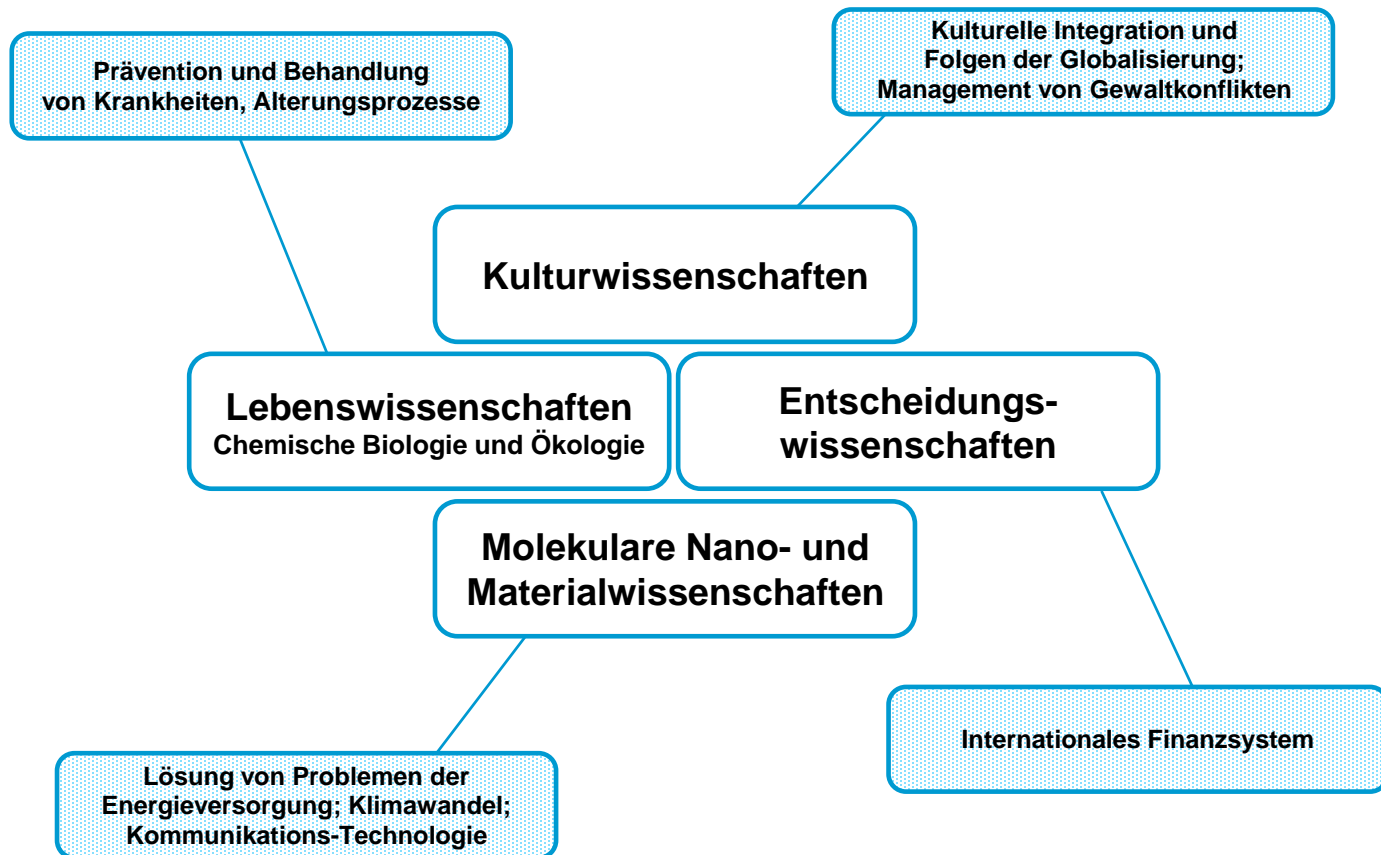 Kulturelle Integration und
Folgen der Globalisierung;
Management von Gewaltkonflikten
Prävention und Behandlung
von Krankheiten, Alterungsprozesse
Kulturwissenschaften
Lebenswissenschaften
Chemische Biologie und Ökologie
Entscheidungs-
wissenschaften
Molekulare Nano- und
Materialwissenschaften
Internationales Finanzsystem
Lösung von Problemen der
Energieversorgung; Klimawandel;
Kommunikations-Technologie